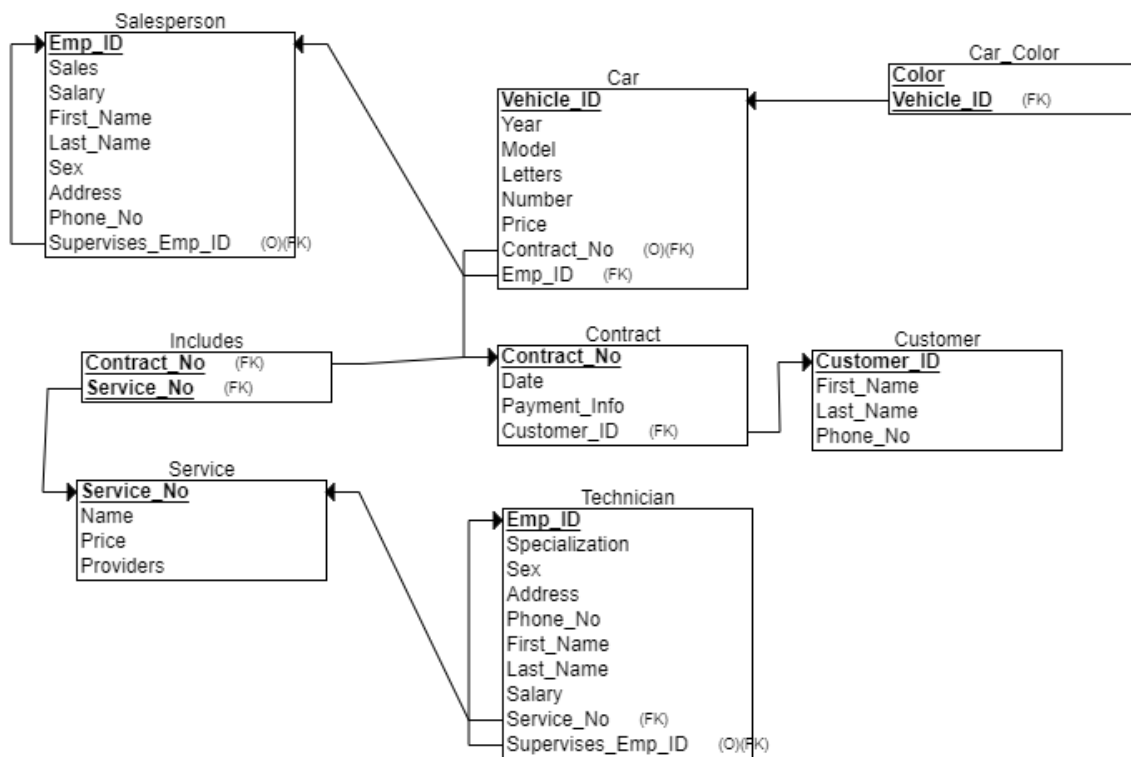 Salesperson
Emp_ID
Sales
Salary
First_Name
Last_Name
Sex
Address
Phone_No
Supervises_Emp_ID (O)(FK)
Car
Vehicle_ID
Year
Model
Letters
Number
Price
Contract_No (O)(FK)
Emp_ID (FK)
Car_Color
Color
Vehicle_ID (FK)
Includes
Contract_No (FK)
Service_No (FK)
Contract
Contract_No
Date
Payment_Info
Customer_ID (FK)
Customer
Customer_ID
First_Name
Last_Name
Phone_No
Service
Service_No
Name
Price
Providers
Technician
Emp_ID
Specialization
Sex
Address
Phone_No
First_Name
Last_Name
Salary
Service_No (FK)
Supervises_Emp_ID (O)(FK)